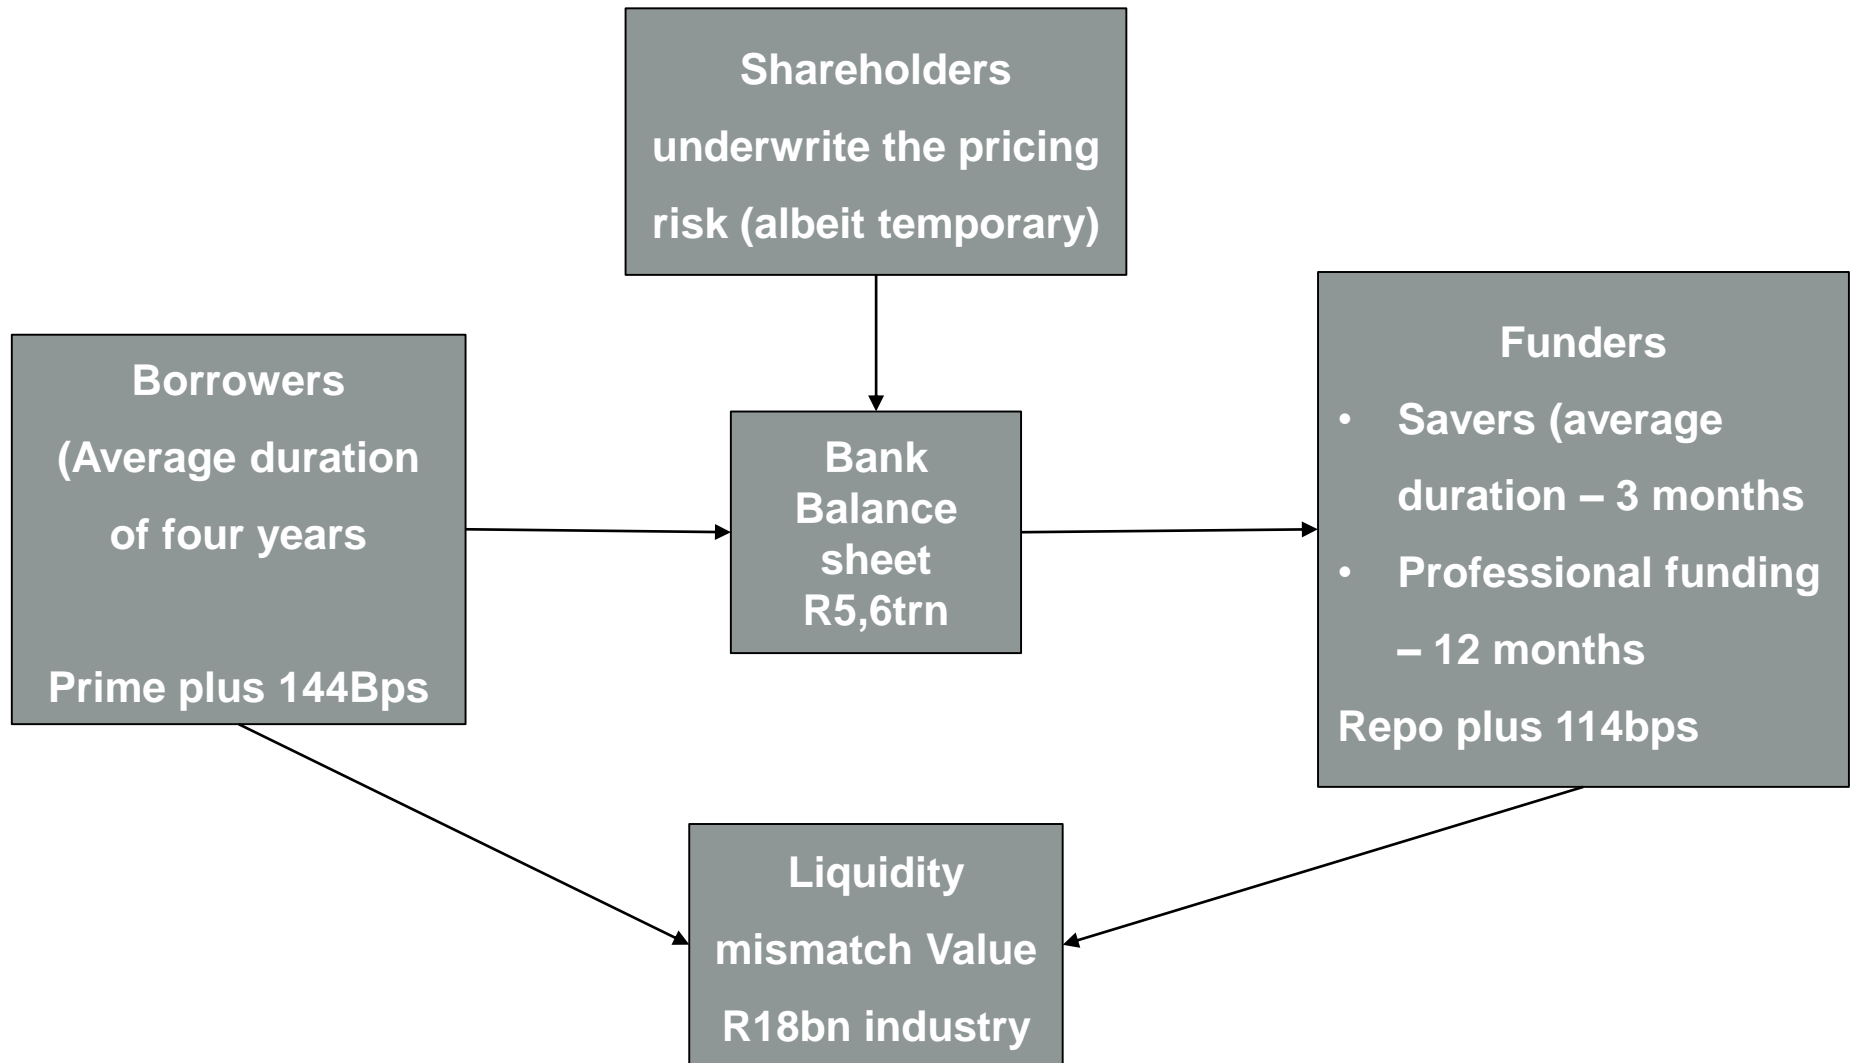 Shareholders
underwrite the pricing
risk (albeit temporary)
Borrowers
(Average duration
of four years
Prime plus 144Bps
Bank
Balance
sheet
R5,6trn
Funders
• Savers (average
duration – 3 months
• Professional funding
– 12 months
Repo plus 114bps
Liquidity
mismatch Value
R18bn industry